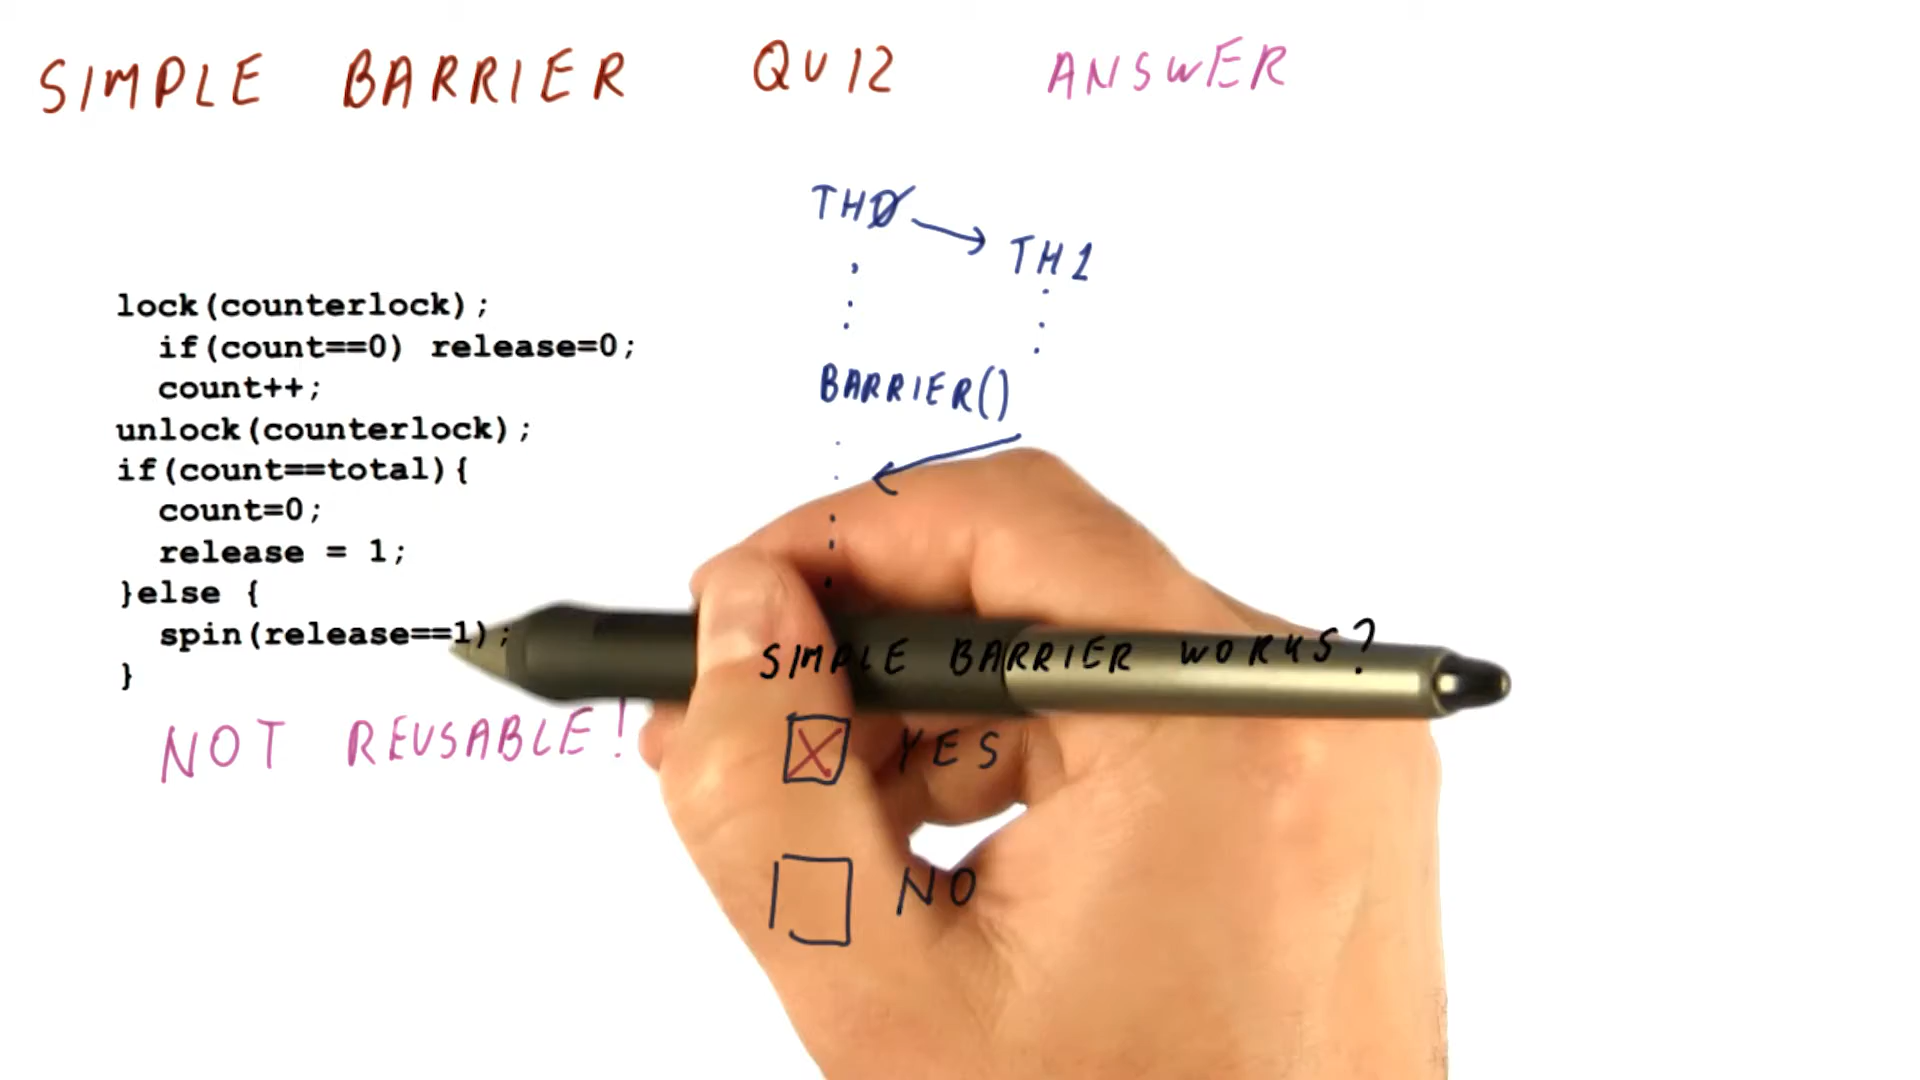 SIMPLE BARRIER QUIZ ANSWER
TH0 → TH1
lock(counterlock);
if(count==0) release=0;
count++;
unlock(counterlock);
if(count==total){
count=0;
release = 1;
}else {
spin(release==1);
}
NOT REUSABLE!
BARRIER()
SIMPLE BARRIER WORKS?
X YES
NO